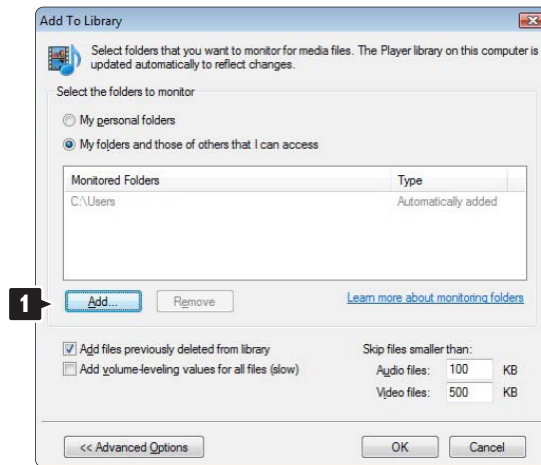 Add To Library
Select folders that you want to monitor for media files. The Player library on this computer is
updated automatically to reflect changes.
Select the folders to monitor
My personal folders
My folders and those of others that I can access
Monitored Folders Type
C:\Users Automatically added
1
Add... Remove Learn more about monitoring folders
Add files previously deleted from library
Add volume-leveling values for all files (slow)
Skip files smaller than:
Audio files: 100 KB
Video files: 500 KB
<< Advanced Options OK Cancel